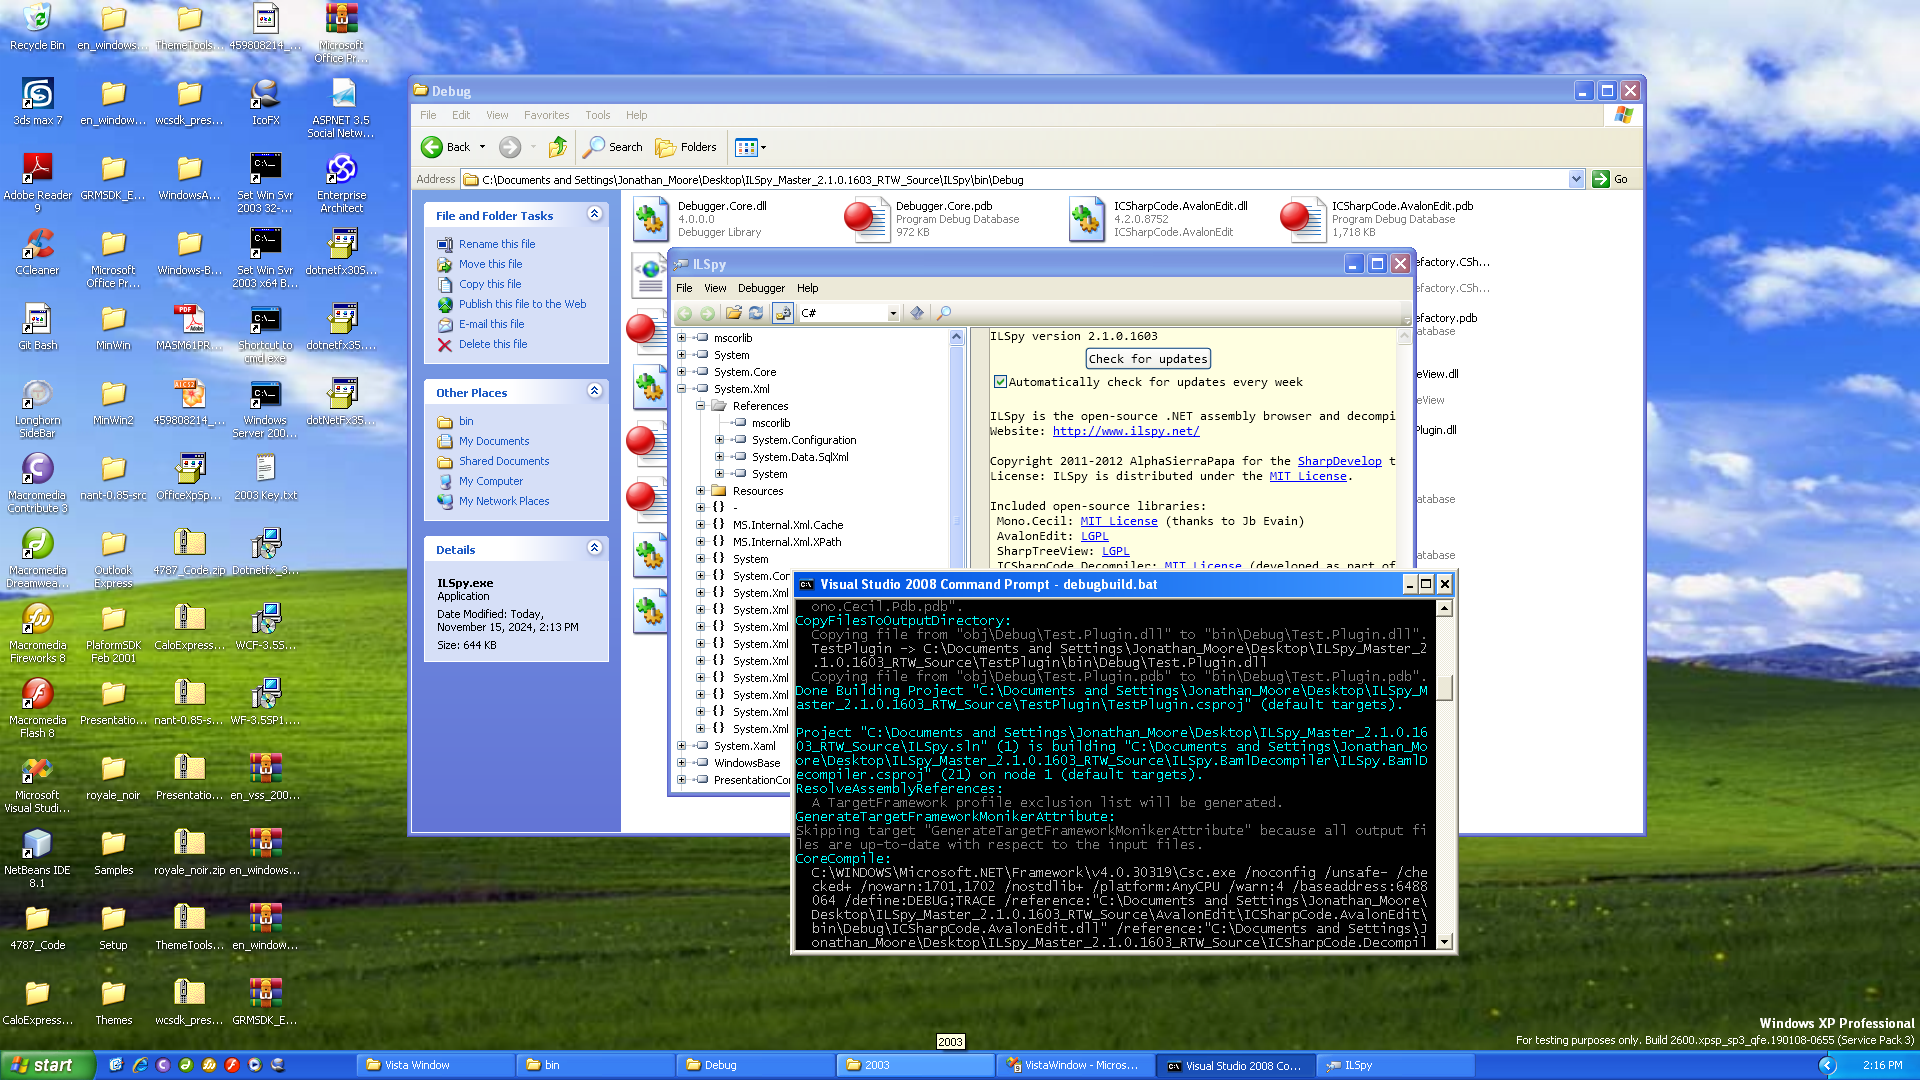 Recycle Bin
en_windows...
ThemeTools...
459808214_...
Microsoft
Office Pr...
3ds max 7
en_window...
wcsdk_pres...
IcoFX
ASPNET 3.5
Social Netw...
Adobe Reader
9
GRMSDK_E...
WindowsA...
Set Win Svr
2003 32-...
Enterprise
Architect
CCleaner
Microsoft
Office Pr...
Windows-B...
Set Win Svr
2003 x64 B...
dotnetfx30S...
Git Bash
MinWin
MASM61PR...
Shortcut to
cmd.exe
dotnetfx35....
Longhorn
SideBar
MinWin2
459808214_...
Windows
Server 200...
dotNetFx35...
Macromedia
Contribute 3
nant-0.85-src
OfficeXpSp...
2003 Key.txt
Macromedia
Dreamwea...
Outlook
Express
4787_Code.zip
Dotnetfx_3...
Macromedia
Fireworks 8
PlaformSDK
Feb 2001
CaloExpress...
WCF-3.5S...
Macromedia
Flash 8
Presentatio...
nant-0.85-s...
WF-3.5SP1....
Microsoft
Visual Studi...
royale_noir
Presentatio...
en_vss_200...
NetBeans IDE
8.1
Samples
royale_noir.zip
en_windows...
4787_Code
Setup
ThemeTools...
en_window...
CaloExpress...
Themes
wcsdk_pres...
GRMSDK_E...
Debug
File Edit View Favorites Tools Help
Back Search Folders
Address C:\Documents and Settings\Jonathan_Moore\Desktop\ILSpy_Master_2.1.0.1603_RTW_Source\ILSpy\bin\Debug Go
File and Folder Tasks
Rename this file
Move this file
Copy this file
Publish this file to the Web
E-mail this file
Delete this file
Other Places
bin
My Documents
Shared Documents
My Computer
My Network Places
Details
ILSpy.exe
Application
Date Modified: Today,
November 15, 2024, 2:13 PM
Size: 644 KB
Debugger.Core.dll
4.0.0.0
Debugger Library
Debugger.Core.pdb
Program Debug Database
972 KB
ICSharpCode.AvalonEdit.dll
4.2.0.8752
ICSharpCode.AvalonEdit
ICSharpCode.AvalonEdit.pdb
Program Debug Database
1,718 KB
efactory.CSh...
efactory.CSh...
efactory.pdb
atabase
eView.dll
eView
Plugin.dll
atabase
atabase
ILSpy
File View Debugger Help
C#
mscorlib
System
System.Core
System.Xml
References
mscorlib
System.Configuration
System.Data.SqlXml
System
Resources
{} -
{} MS.Internal.Xml.Cache
{} MS.Internal.Xml.XPath
{} System
{} System.Cor
{} System.Xml
{} System.Xml
{} System.Xml
{} System.Xml
{} System.Xml
{} System.Xml
{} System.Xml
{} System.Xml
{} System.Xml
System.Xaml
WindowsBase
PresentationCor
ILSpy version 2.1.0.1603
Check for updates
Automatically check for updates every week
ILSpy is the open-source .NET assembly browser and decompi
Website: http://www.ilspy.net/
Copyright 2011-2012 AlphaSierraPapa for the SharpDevelop t
License: ILSpy is distributed under the MIT License.
Included open-source libraries:
Mono.Cecil: MIT License (thanks to Jb Evain)
AvalonEdit: LGPL
SharpTreeView: LGPL
ICSharpCode.Decompiler: MIT License (developed as part of
Visual Studio 2008 Command Prompt - debugbuild.bat
ono.Cecil.Pdb.pdb".
CopyFilesToOutputDirectory:
Copying file from "obj\Debug\Test.Plugin.dll" to "bin\Debug\Test.Plugin.dll".
TestPlugin -> C:\Documents and Settings\Jonathan_Moore\Desktop\ILSpy_Master_2
.1.0.1603_RTW_Source\TestPlugin\bin\Debug\Test.Plugin.dll
Copying file from "obj\Debug\Test.Plugin.pdb" to "bin\Debug\Test.Plugin.pdb".
Done Building Project "C:\Documents and Settings\Jonathan_Moore\Desktop\ILSpy_M
aster_2.1.0.1603_RTW_Source\TestPlugin\TestPlugin.csproj" (default targets).
Project "C:\Documents and Settings\Jonathan_Moore\Desktop\ILSpy_Master_2.1.0.16
03_RTW_Source\ILSpy.sln" (1) is building "C:\Documents and Settings\Jonathan_Mo
ore\Desktop\ILSpy_Master_2.1.0.1603_RTW_Source\ILSpy.BamlDecompiler\ILSpy.BamlD
ecompiler.csproj" (21) on node 1 (default targets).
ResolveAssemblyReferences:
A TargetFramework profile exclusion list will be generated.
GenerateTargetFrameworkMonikerAttribute:
Skipping target "GenerateTargetFrameworkMonikerAttribute" because all output fi
les are up-to-date with respect to the input files.
CoreCompile:
C:\WINDOWS\Microsoft.NET\Framework\v4.0.30319\Csc.exe /noconfig /unsafe- /che
cked+ /nowarn:1701,1702 /nostdlib+ /platform:AnyCPU /warn:4 /baseaddress:6488
064 /define:DEBUG;TRACE /reference:"C:\Documents and Settings\Jonathan_Moore\
Desktop\ILSpy_Master_2.1.0.1603_RTW_Source\AvalonEdit\ICSharpCode.AvalonEdit\
bin\Debug\ICSharpCode.AvalonEdit.dll" /reference:"C:\Documents and Settings\J
onathan_Moore\Desktop\ILSpy_Master_2.1.0.1603_RTW_Source\ICSharpCode.Decompil
Windows XP Professional
For testing purposes only. Build 2600.xpsp_sp3_qfe.190108-0655 (Service Pack 3)
2003
start
Vista Window
bin
Debug
2003
VistaWindow - Micros...
Visual Studio 2008 Co...
ILSpy
2:16 PM